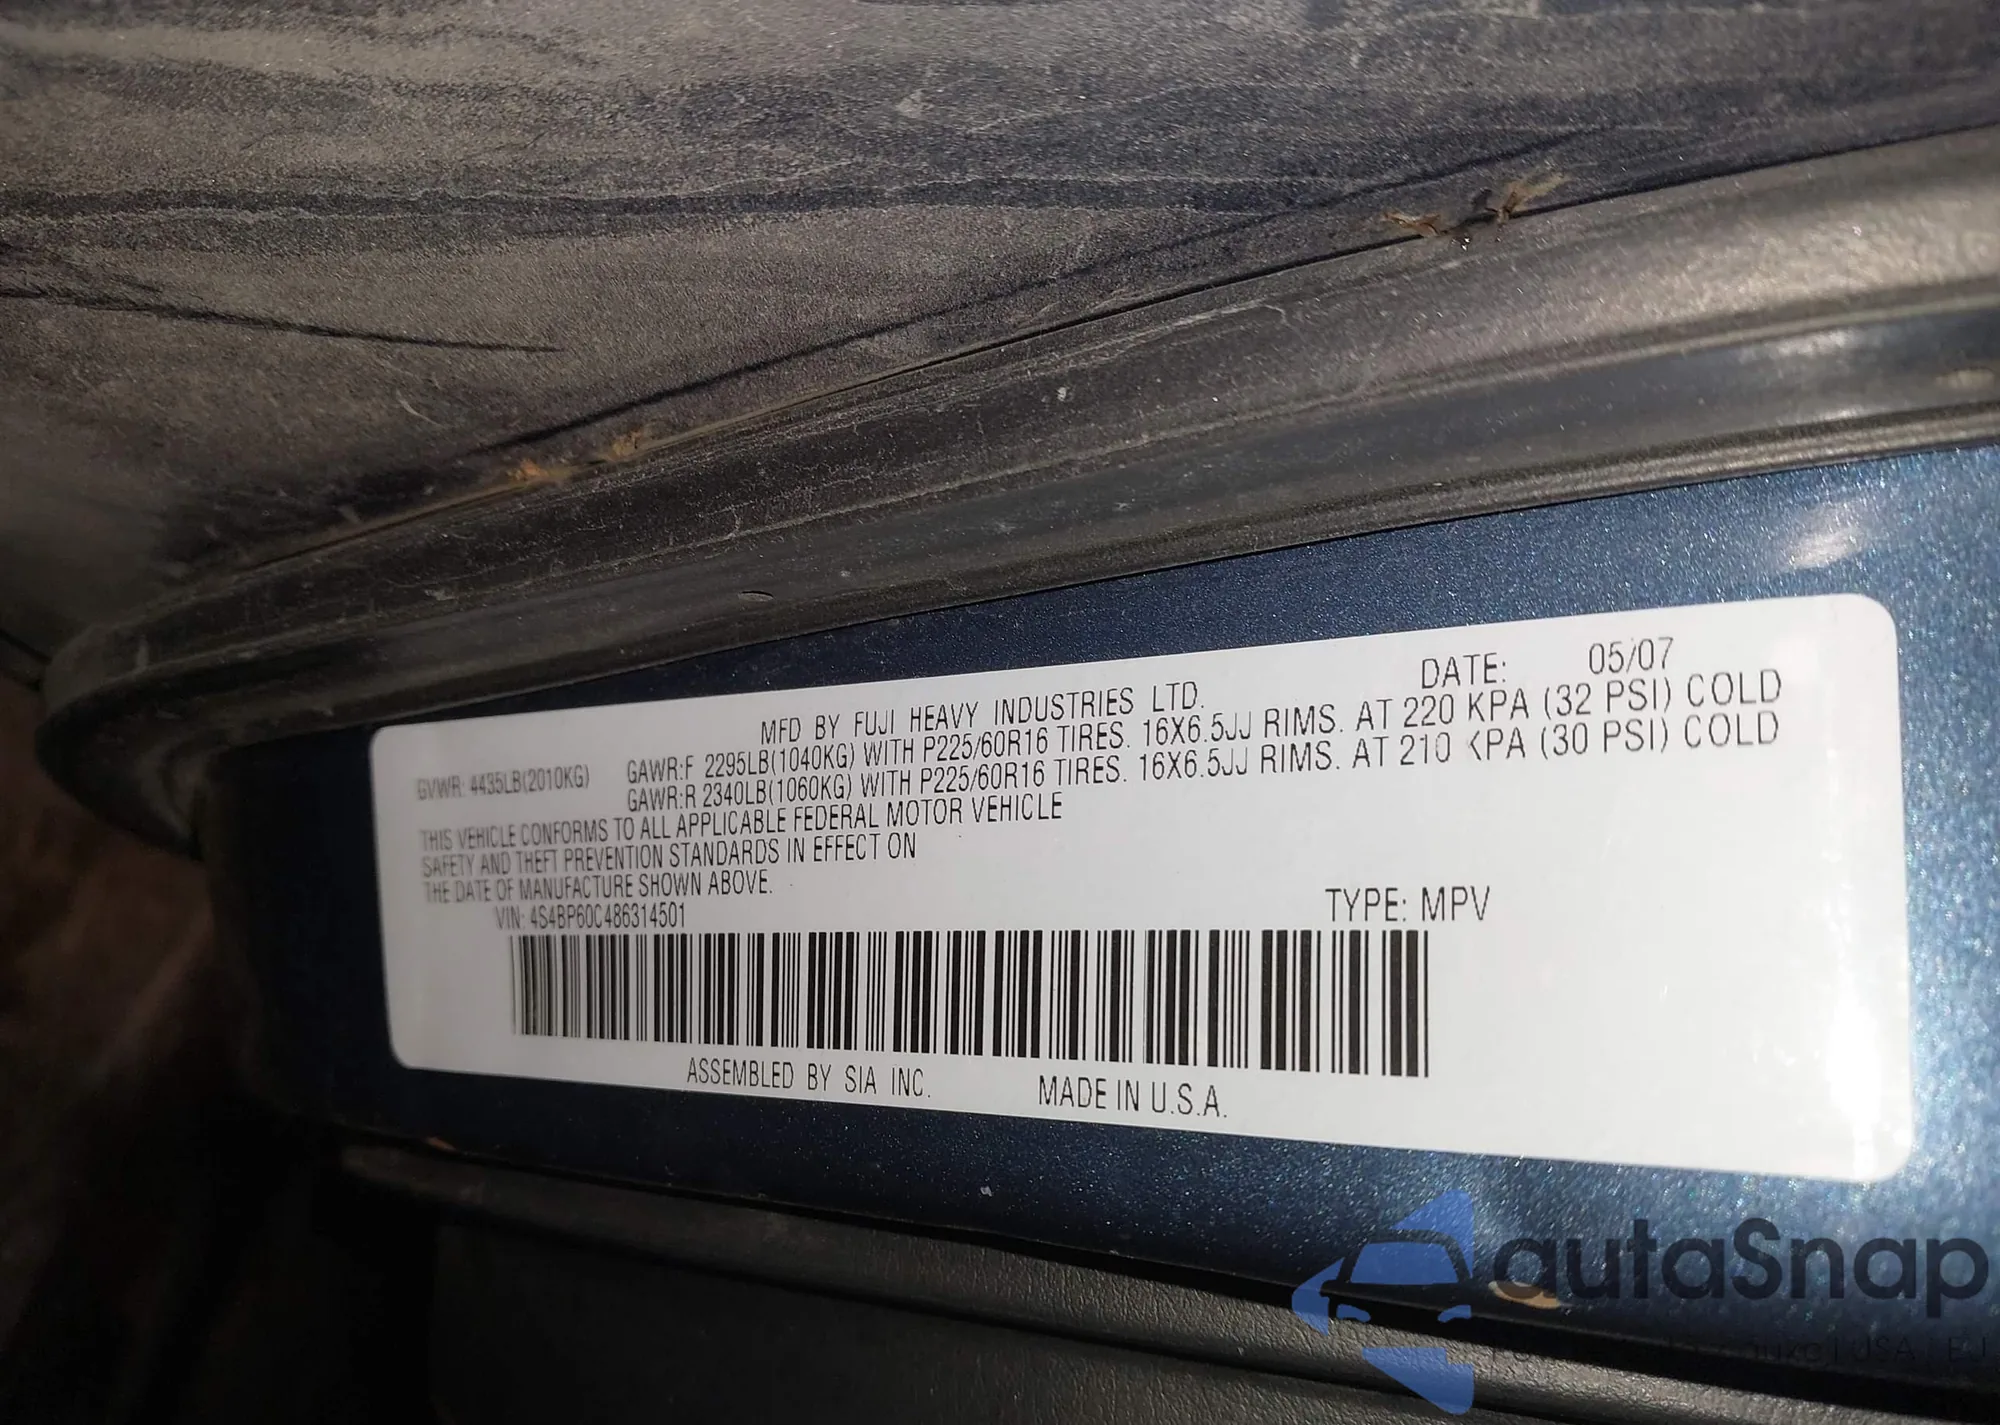 MFD BY FUJI HEAVY INDUSTRIES LTD. DATE: 05/07
GVWR: 4435LB(2010KG) GAWR:F 2295LB(1040KG) WITH P225/60R16 TIRES. 16X6.5JJ RIMS. AT 220 KPA (32 PSI) COLD
GAWR:R 2340LB(1060KG) WITH P225/60R16 TIRES. 16X6.5JJ RIMS. AT 210 KPA (30 PSI) COLD
THIS VEHICLE CONFORMS TO ALL APPLICABLE FEDERAL MOTOR VEHICLE
SAFETY AND THEFT PREVENTION STANDARDS IN EFFECT ON
THE DATE OF MANUFACTURE SHOWN ABOVE.
VIN: 4S4BP60C486314501 TYPE: MPV
ASSEMBLED BY SIA INC. MADE IN U.S.A.
autaSnap
USA